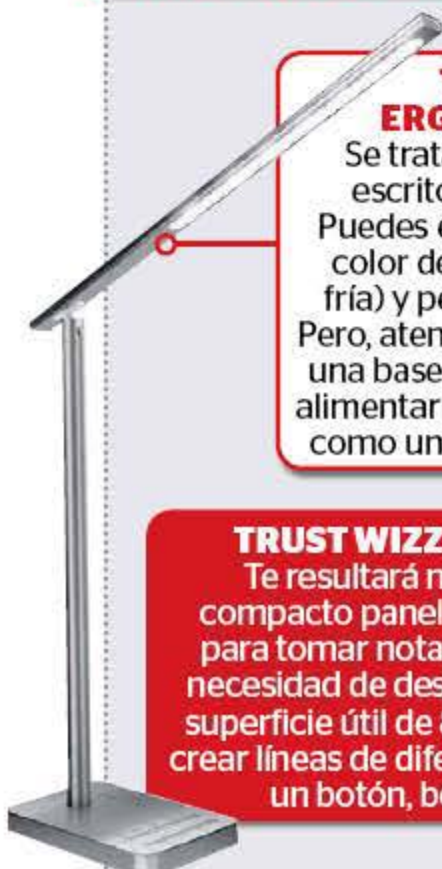 ERG
Se trat
escrito
Puedes
color de
fría) y p
Pero, aten
una base
alimentar
como un
TRUST WIZZ
Te resultará
compacto panel
para tomar nota
necesidad de des
superficie útil de
crear líneas de dife
un botón, b